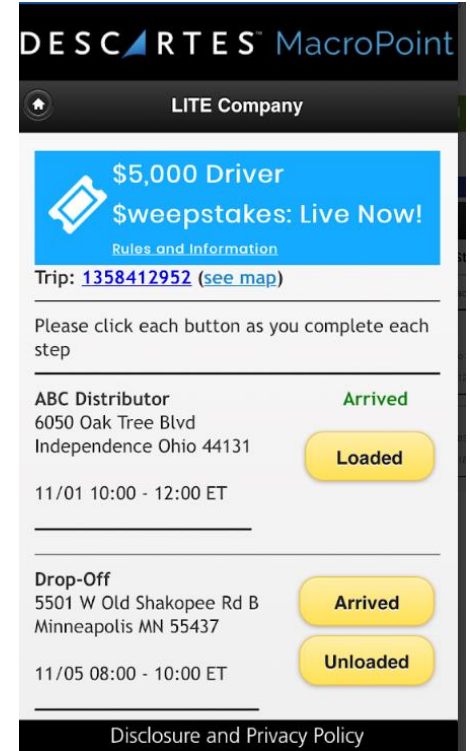 DESCARTES™ MacroPoint
LITE Company
$5,000 Driver
$weepstakes: Live Now!
Rules and Information
Trip: 1358412952 (see map)
Please click each button as you complete each
step
ABC Distributor
Arrived
6050 Oak Tree Blvd
Independence Ohio 44131
Loaded
11/01 10:00 - 12:00 ET
Drop-Off
5501 W Old Shakopee Rd B
Arrived
Minneapolis MN 55437
Unloaded
11/05 08:00 - 10:00 ET
Disclosure and Privacy Policy